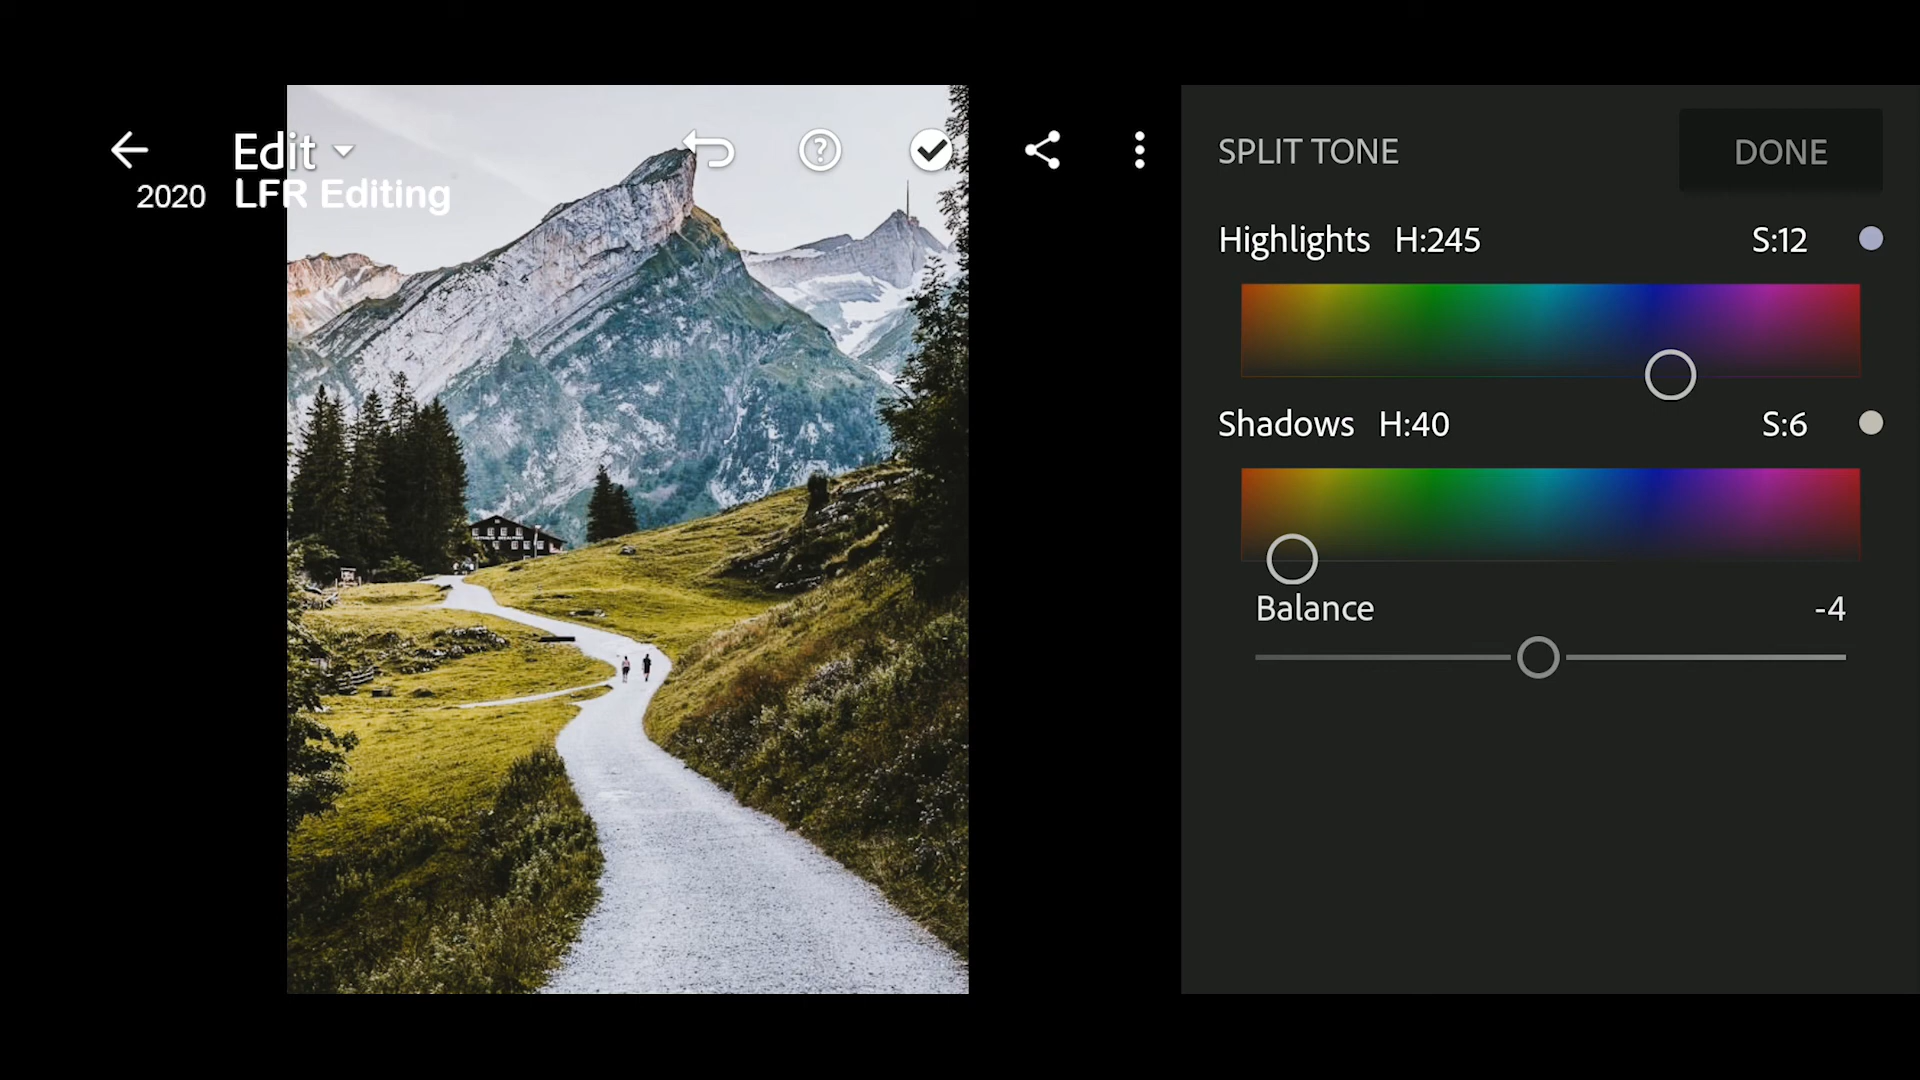 Edit
2020 LFR Editing
SPLIT TONE
DONE
Highlights H:245 S:12
Shadows H:40 S:6
Balance -4